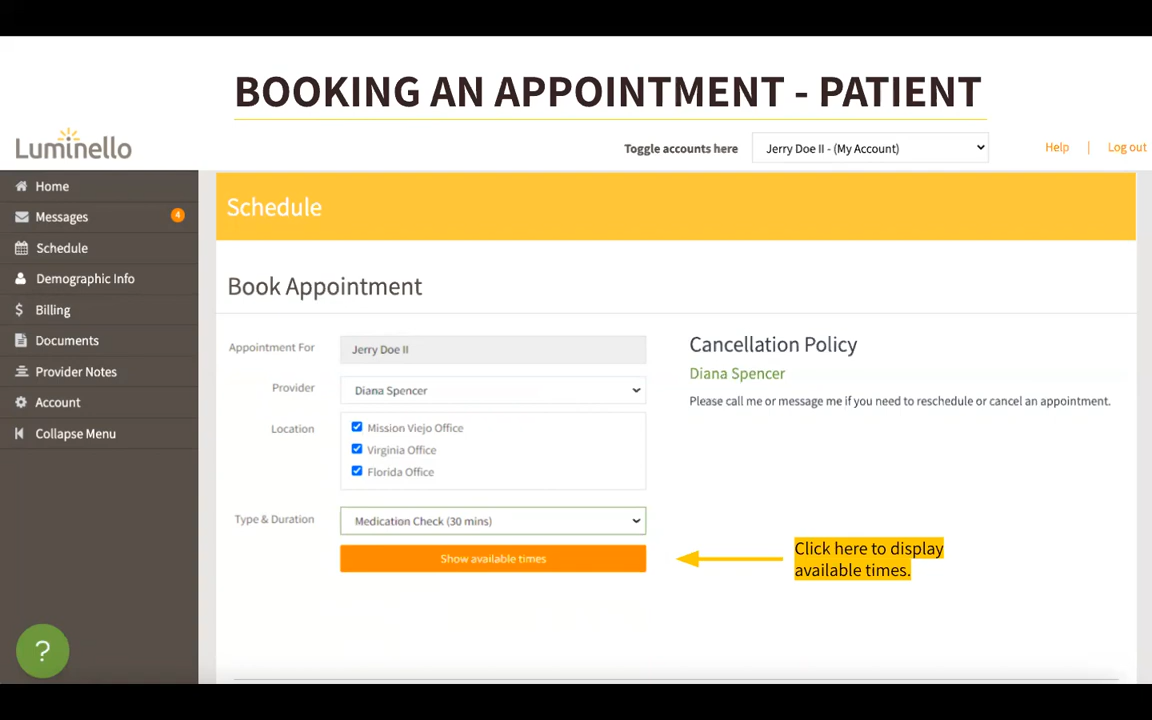 BOOKING AN APPOINTMENT - PATIENT
Luminello
Toggle accounts here
Jerry Doe II - (My Account)
Help | Log out
Home
Messages 4
Schedule
Demographic Info
Billing
Documents
Provider Notes
Account
Collapse Menu
Schedule
Book Appointment
Appointment For
Jerry Doe II
Provider
Diana Spencer
Location
Mission Viejo Office
Virginia Office
Florida Office
Type & Duration
Medication Check (30 mins)
Show available times
Cancellation Policy
Diana Spencer
Please call me or message me if you need to reschedule or cancel an appointment.
Click here to display
available times.
?